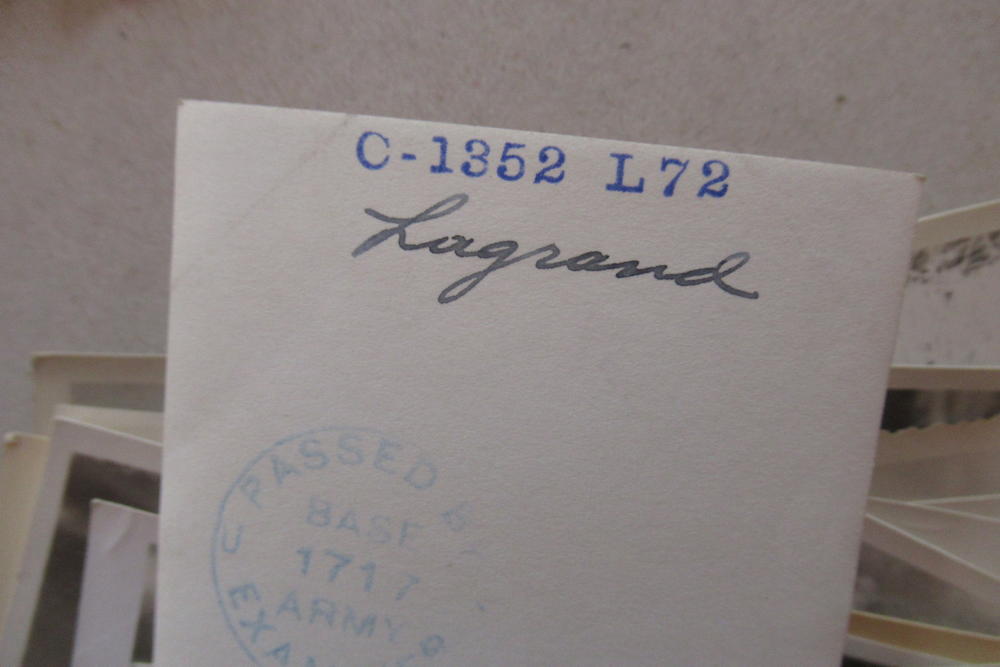 C-1352 L72
Lagrand
PASSED
BASE
1717
ARMY